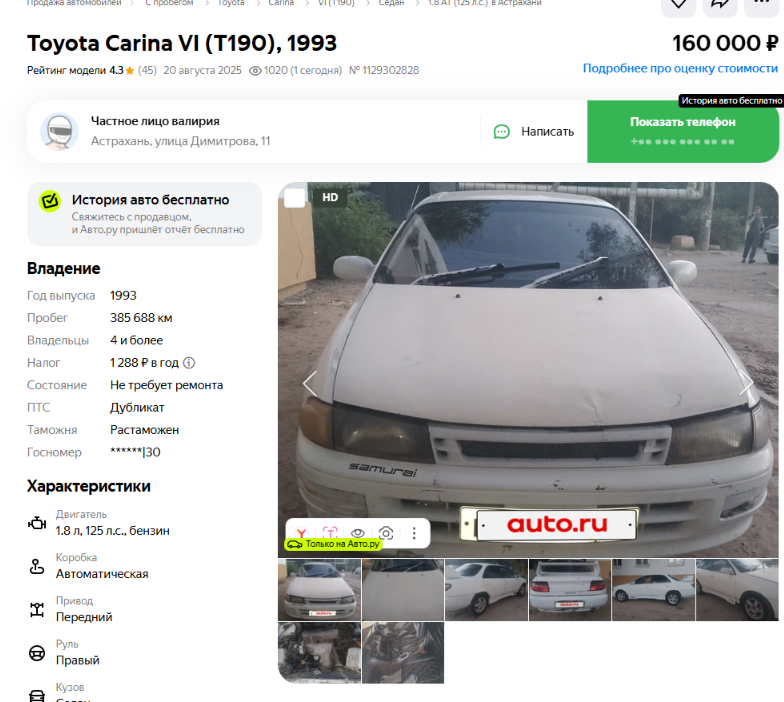 Продажа автомобилей > С пробегом > Toyota > Carina > VI (T190) > Седан > 1.8 AT (125 л.с.) в Астрахани
Toyota Carina VI (T190), 1993
160 000 ₽
Рейтинг модели 4.3 ★ (45) 20 августа 2025 1020 (1 сегодня) № 1129302828
Подробнее про оценку стоимости
История авто бесплатно
Частное лицо валирия
Астрахань, улица Димитрова, 11
Написать
Показать телефон
История авто бесплатно
Свяжитесь с продавцом,
и Авто.ру пришлёт отчёт бесплатно
Владение
Год выпуска 1993
Пробег 385 688 км
Владельцы 4 и более
Налог 1 288 ₽ в год
Состояние Не требует ремонта
ПТС Дубликат
Таможня Растаможен
Госномер ******|30
Характеристики
Двигатель
1.8 л, 125 л.с., бензин
Коробка
Автоматическая
Привод
Передний
Руль
Правый
Кузов
HD
samurai
auto.ru
Только на Авто.ру